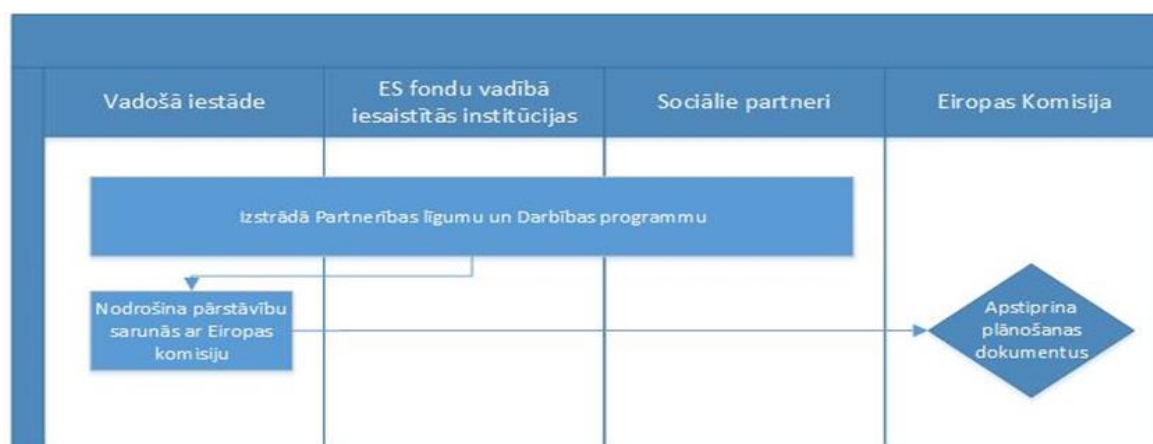 Vadošā iestāde
ES fondu vadībā
iesaistītās institūcijas
Sociālie partneri
Eiropas Komisija
Izstrādā Partnerības līgumu un Darbības programmu
Nodrošina pārstāvību
sarunās ar Eiropas
komisiju
Apstiprina
plānošanas
dokumentus